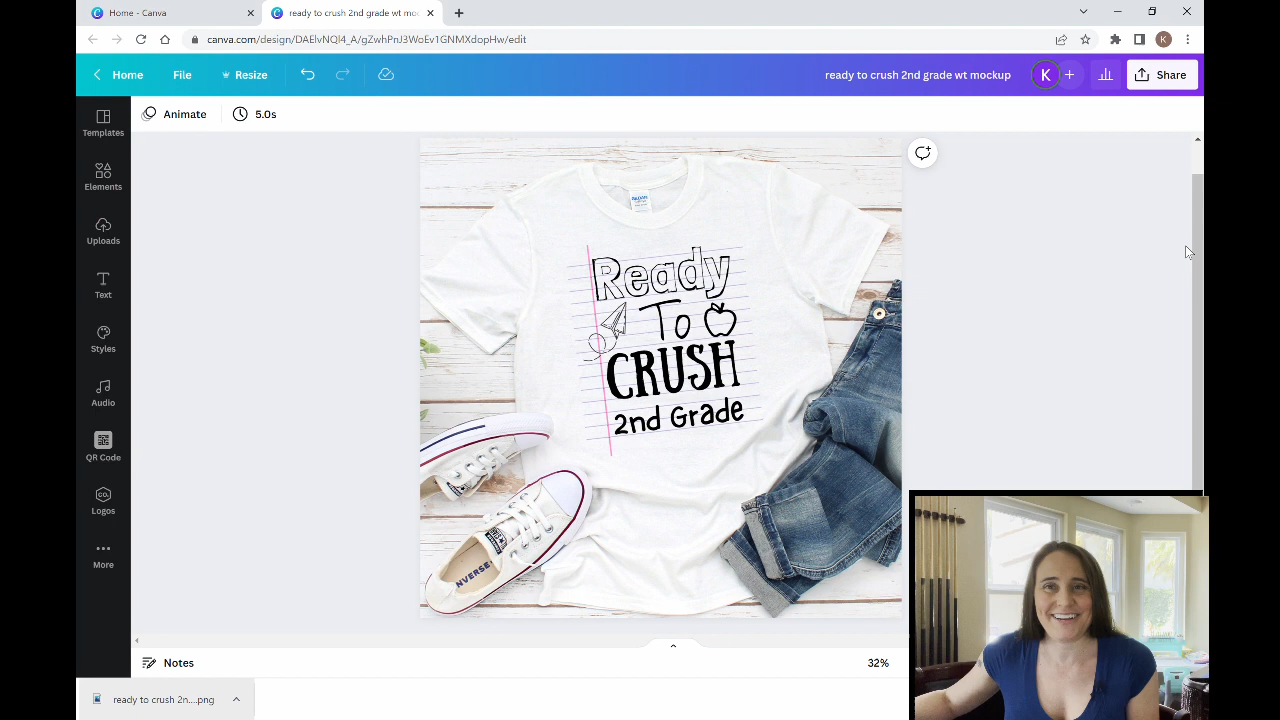 Home - Canva
ready to crush 2nd grade wt mo
canva.com/design/DAElvNQl4_A/gZwhPnJ3WoEv1GNMXdopHw/edit
K
Home
File
Resize
ready to crush 2nd grade wt mockup
K
+
Share
Templates
Elements
Uploads
Text
Styles
Audio
QR Code
CO.
Logos
More
Animate
5.0s
GILDAN
Ready
To
CRUSH
2nd Grade
NVERSE
Notes
32%
ready to crush 2n....png